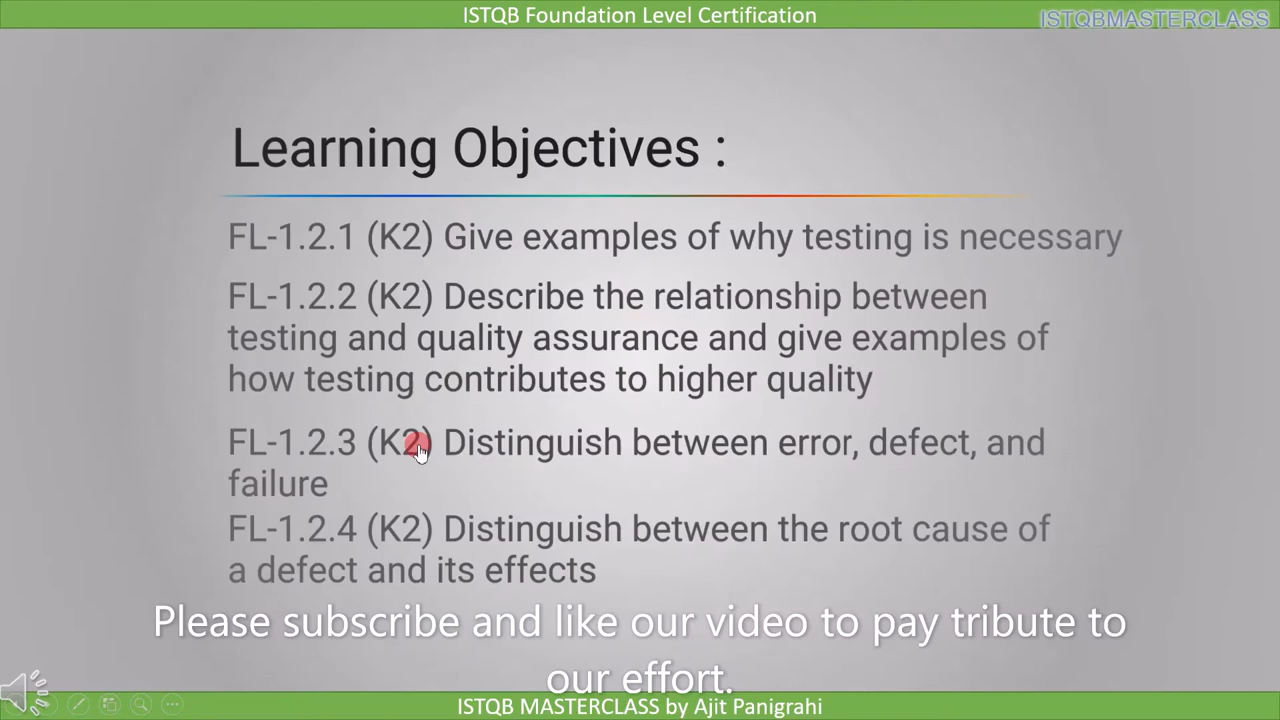 ISTQB Foundation Level Certification
ISTQBMASTERCLASS
Learning Objectives :
FL-1.2.1 (K2) Give examples of why testing is necessary
FL-1.2.2 (K2) Describe the relationship between
testing and quality assurance and give examples of
how testing contributes to higher quality
FL-1.2.3 (K2) Distinguish between error, defect, and
failure
FL-1.2.4 (K2) Distinguish between the root cause of
a defect and its effects
Please subscribe and like our video to pay tribute to
our effort.
ISTQB MASTERCLASS by Ajit Panigrahi